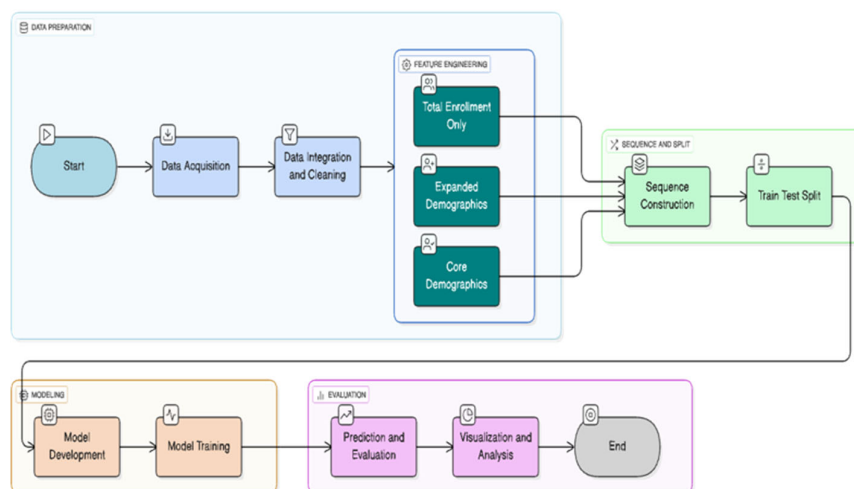 DATA PREPARATION
FEATURE ENGINEERING
Total Enrollment
Only
Start
Data Acquisition
Data Integration
and Cleaning
Expanded
Demographics
Core
Demographics
SEQUENCE AND SPLIT
Sequence
Construction
Train Test Split
MODELING
Model
Development
Model Training
EVALUATION
Prediction and
Evaluation
Visualization and
Analysis
End